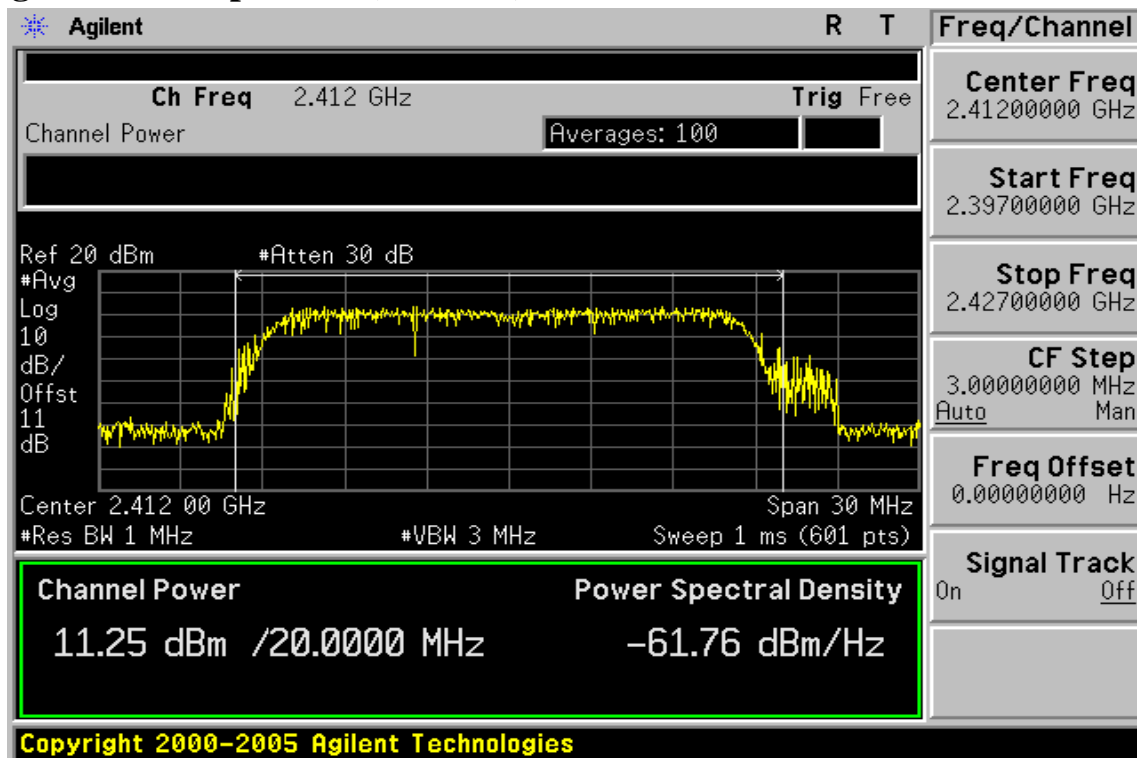 Agilent R T Freq/Channel
Ch Freq 2.412 GHz Trig Free
Channel Power Averages: 100
Ref 20 dBm #Atten 30 dB
#Avg
Log
10
dB/
Offst
11
dB
Center 2.412 00 GHz Span 30 MHz
#Res BW 1 MHz #VBW 3 MHz Sweep 1 ms (601 pts)
Channel Power Power Spectral Density
11.25 dBm /20.0000 MHz -61.76 dBm/Hz
Copyright 2000-2005 Agilent Technologies
Center Freq
2.41200000 GHz
Start Freq
2.39700000 GHz
Stop Freq
2.42700000 GHz
CF Step
3.00000000 MHz
Auto Man
Freq Offset
0.00000000 Hz
Signal Track
On Off